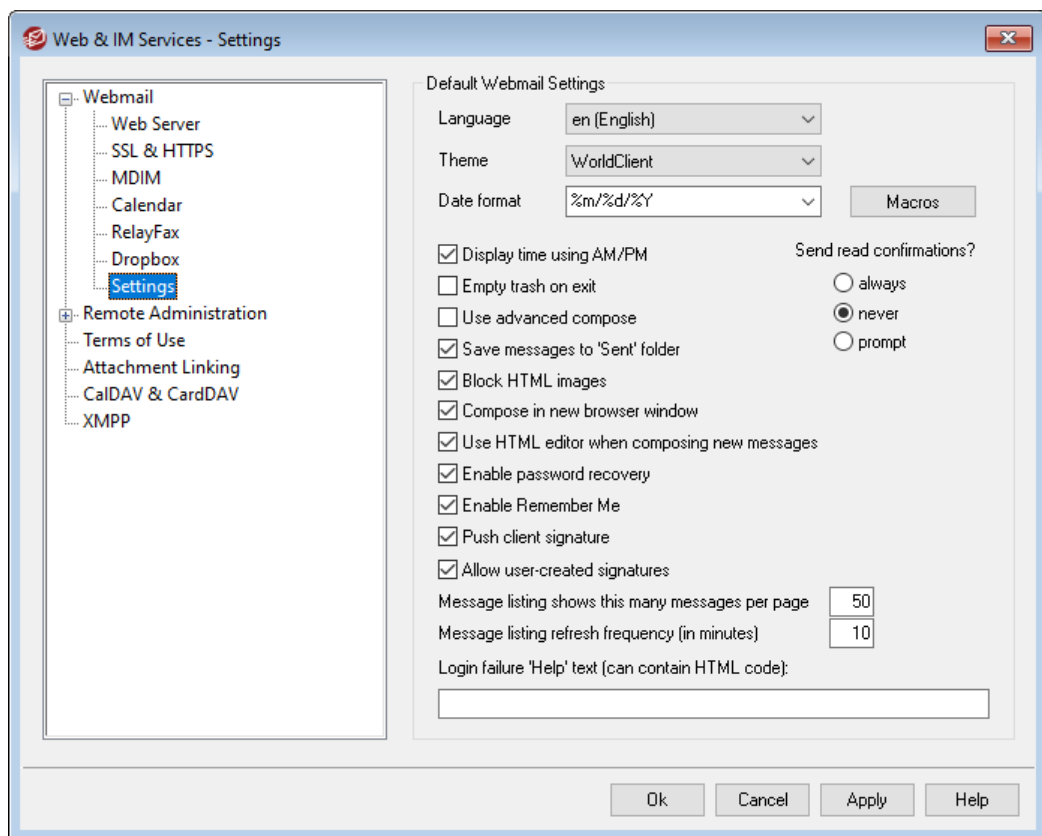 Web & IM Services - Settings
Webmail
Web Server
SSL & HTTPS
MDIM
Calendar
RelayFax
Dropbox
Settings
Remote Administration
Terms of Use
Attachment Linking
CalDAV & CardDAV
XMPP
Default Webmail Settings
Language en (English)
Theme WorldClient
Date format %m/%d/%Y Macros
Display time using AM/PM
Empty trash on exit
Use advanced compose
Save messages to 'Sent' folder
Block HTML images
Compose in new browser window
Use HTML editor when composing new messages
Enable password recovery
Enable Remember Me
Push client signature
Allow user-created signatures
Send read confirmations?
always
never
prompt
Message listing shows this many messages per page 50
Message listing refresh frequency (in minutes) 10
Login failure 'Help' text (can contain HTML code):
Ok Cancel Apply Help